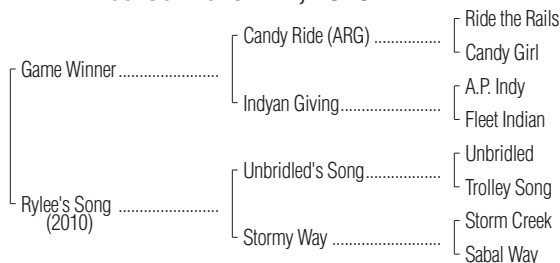 Ride the Rails
Candy Ride (ARG) ....................
Candy Girl
Game Winner .........................
A.P. Indy
Indyan Giving.........................
Fleet Indian
Unbridled
Unbridled's Song...................
Trolley Song
Rylee's Song .........................
(2010)
Storm Creek
Stormy Way ...........................
Sabal Way